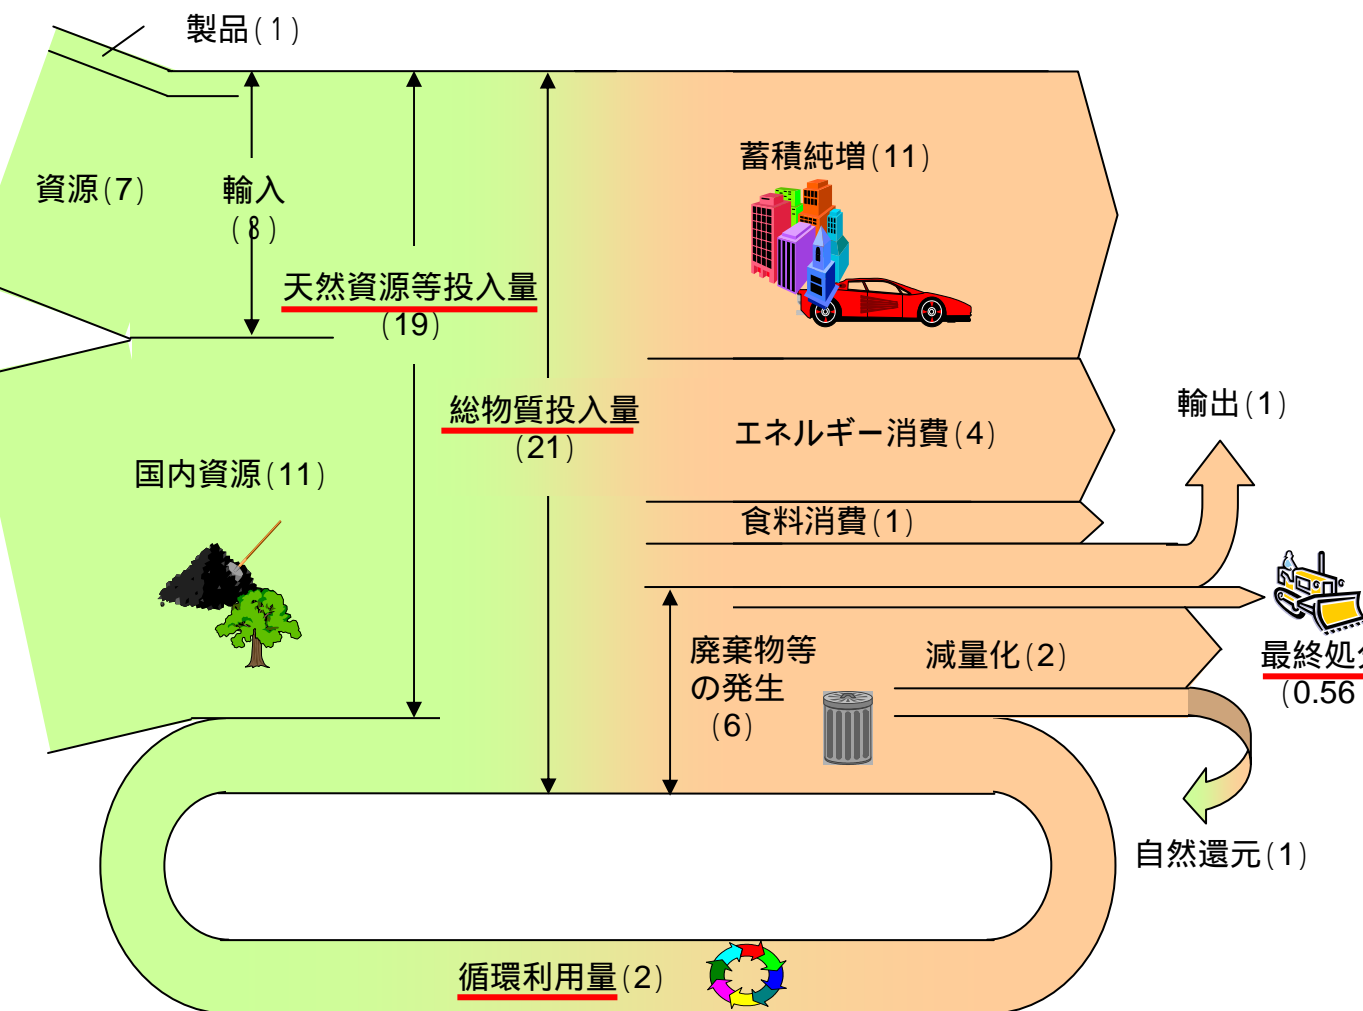 製品(1)
資源(7)
輸入
(8)
天然資源等投入量
(19)
総物質投入量
(21)
国内資源(11)
蓄積純増(11)
エネルギー消費(4)
食料消費(1)
輸出(1)
廃棄物等
の発生
(6)
減量化(2)
最終処分
(0.56
自然還元(1)
循環利用量(2)